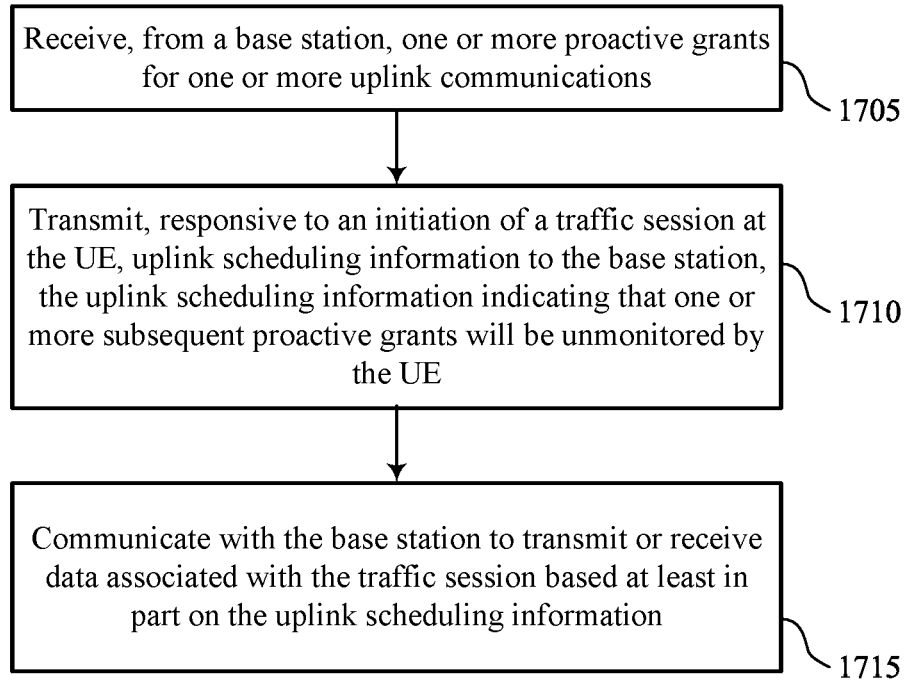 Receive, from a base station, one or more proactive grants
for one or more uplink communications
1705
Transmit, responsive to an initiation of a traffic session at
the UE, uplink scheduling information to the base station,
the uplink scheduling information indicating that one or
more subsequent proactive grants will be unmonitored by
the UE
1710
Communicate with the base station to transmit or receive
data associated with the traffic session based at least in
part on the uplink scheduling information
1715